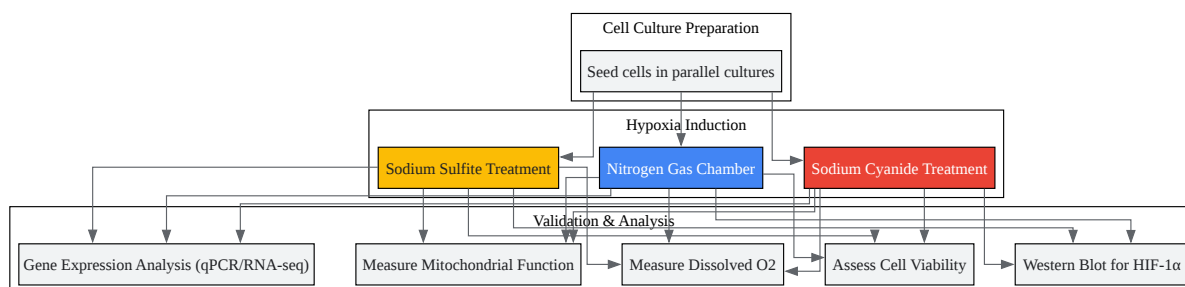 Cell Culture Preparation
Seed cells in parallel cultures
Hypoxia Induction
Sodium Sulfite Treatment
Nitrogen Gas Chamber
Sodium Cyanide Treatment
Validation & Analysis
Gene Expression Analysis (qPCR/RNA-seq)
Measure Mitochondrial Function
Measure Dissolved O2
Assess Cell Viability
Western Blot for HIF-1α